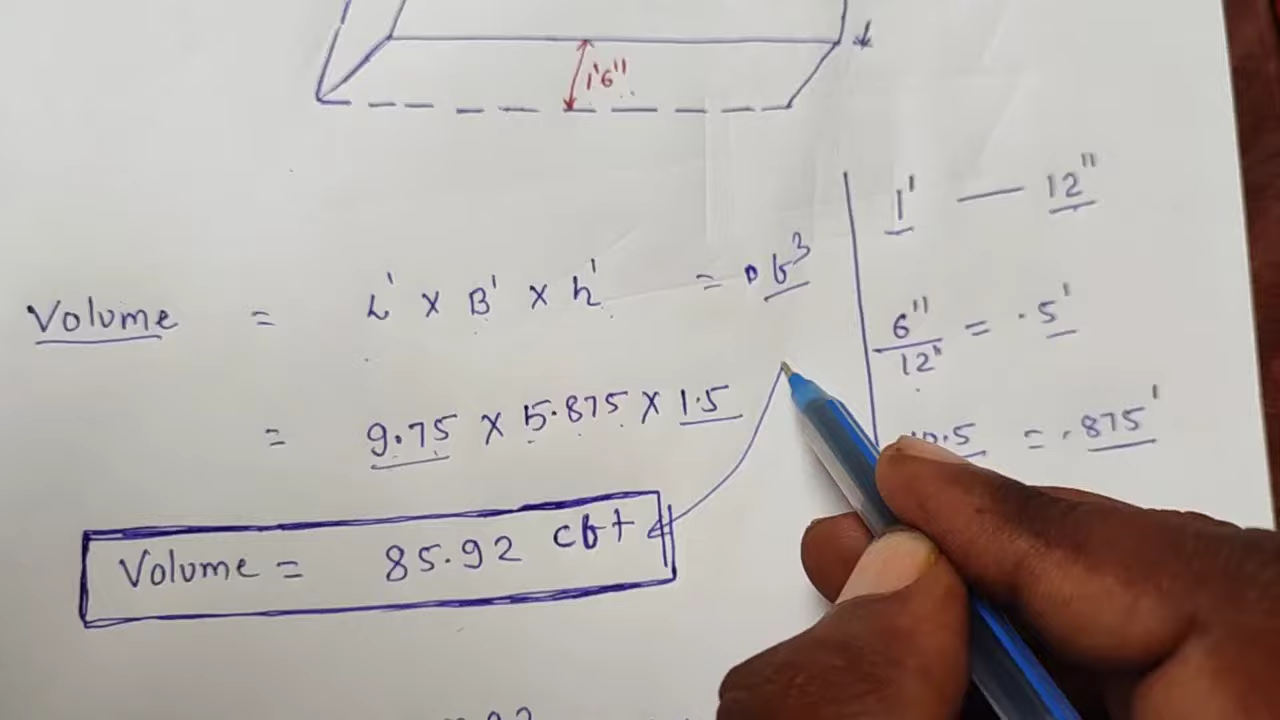 1'6"
1' — 12"
Volume = L' x B' x h' = ft³
6"/12" = .5'
= 9.75 x 5.875 x 1.5
.5 = .875'
Volume = 85.92 cft